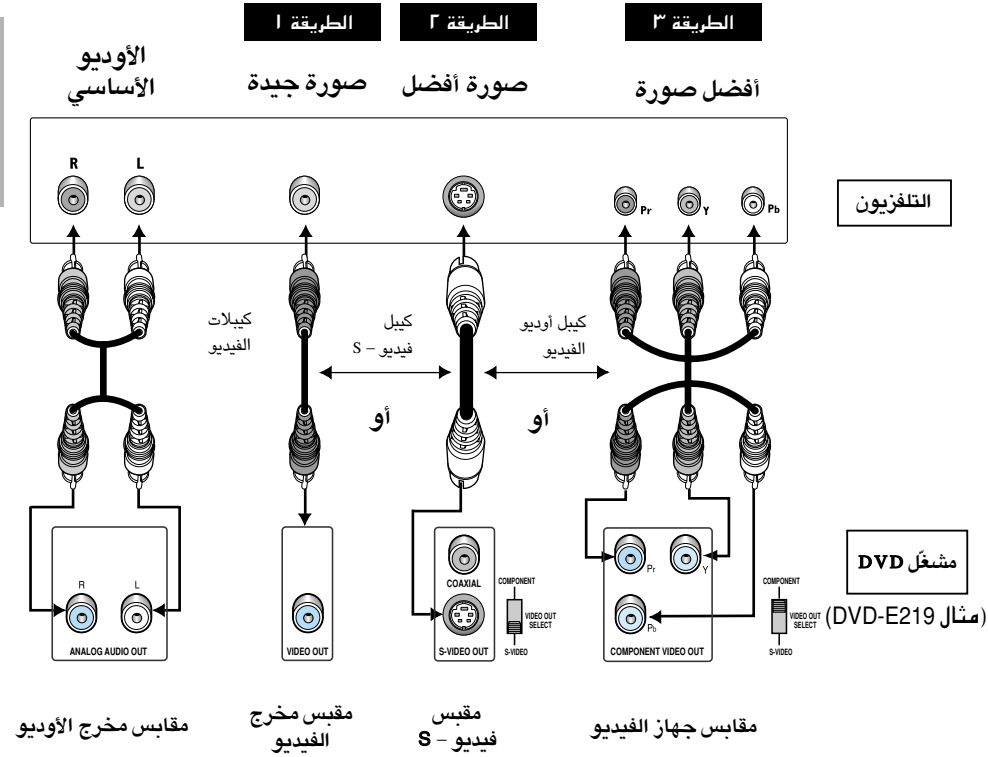 الطريقة ٣
الطريقة ٢
الطريقة ١
أفضل صورة
صورة أفضل
صورة جيدة
الأوديو
الأساسي
R
L
Pr
Y
Pb
التلفزيون
كيبل أوديو
الفيديو
كيبل
فيديو – S
كيبلات
الفيديو
أو
أو
مشغّل DVD
(مثال DVD-E219)
R
L
ANALOG AUDIO OUT
VIDEO OUT
COAXIAL
S-VIDEO OUT
COMPONENT
VIDEO OUT
SELECT
S-VIDEO
Pr
Y
Pb
COMPONENT VIDEO OUT
COMPONENT
VIDEO OUT
SELECT
S-VIDEO
مقابس جهاز الفيديو
مقبس
فيديو – S
مقبس مخرج
الفيديو
مقابس مخرج الأوديو